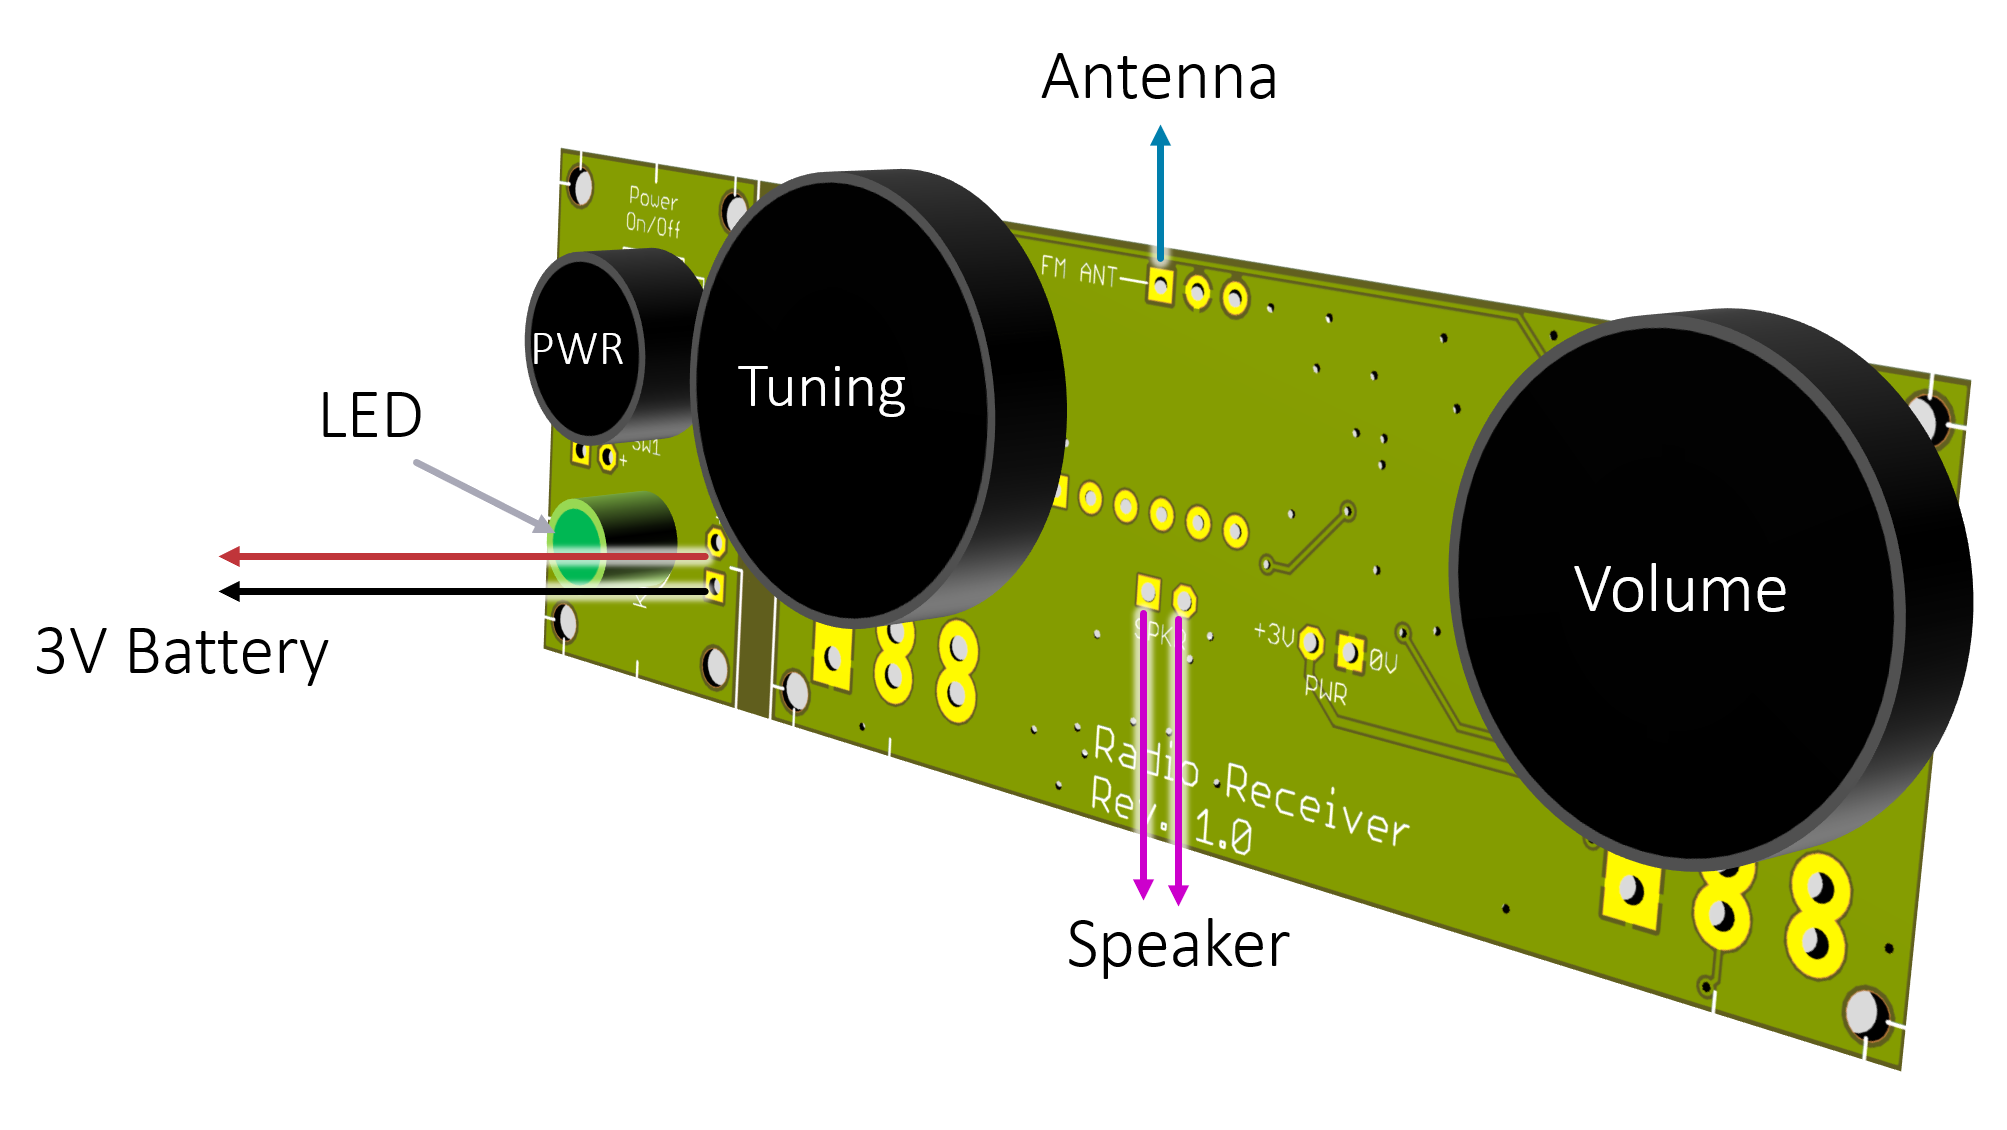 Antenna
Power
On/Off
FM ANT
PWR
Tuning
LED
SW1
+
Volume
3V Battery
SPKR
+3V
0V
PWR
Radio Receiver
Rev. 1.0
Speaker